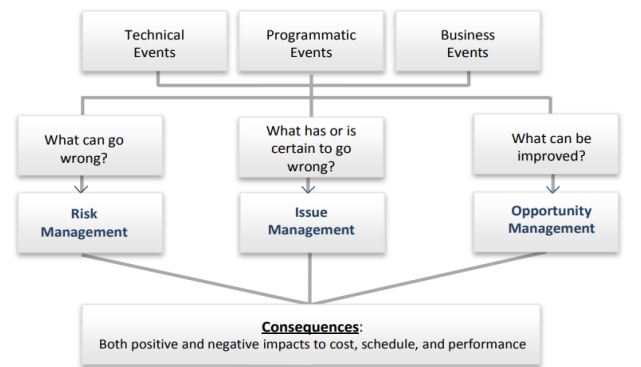 Technical
Events
Programmatic
Events
Business
Events
What can go
wrong?
What has or is
certain to go
wrong?
What can be
improved?
Risk
Management
Issue
Management
Opportunity
Management
Consequences:
Both positive and negative impacts to cost, schedule, and performance